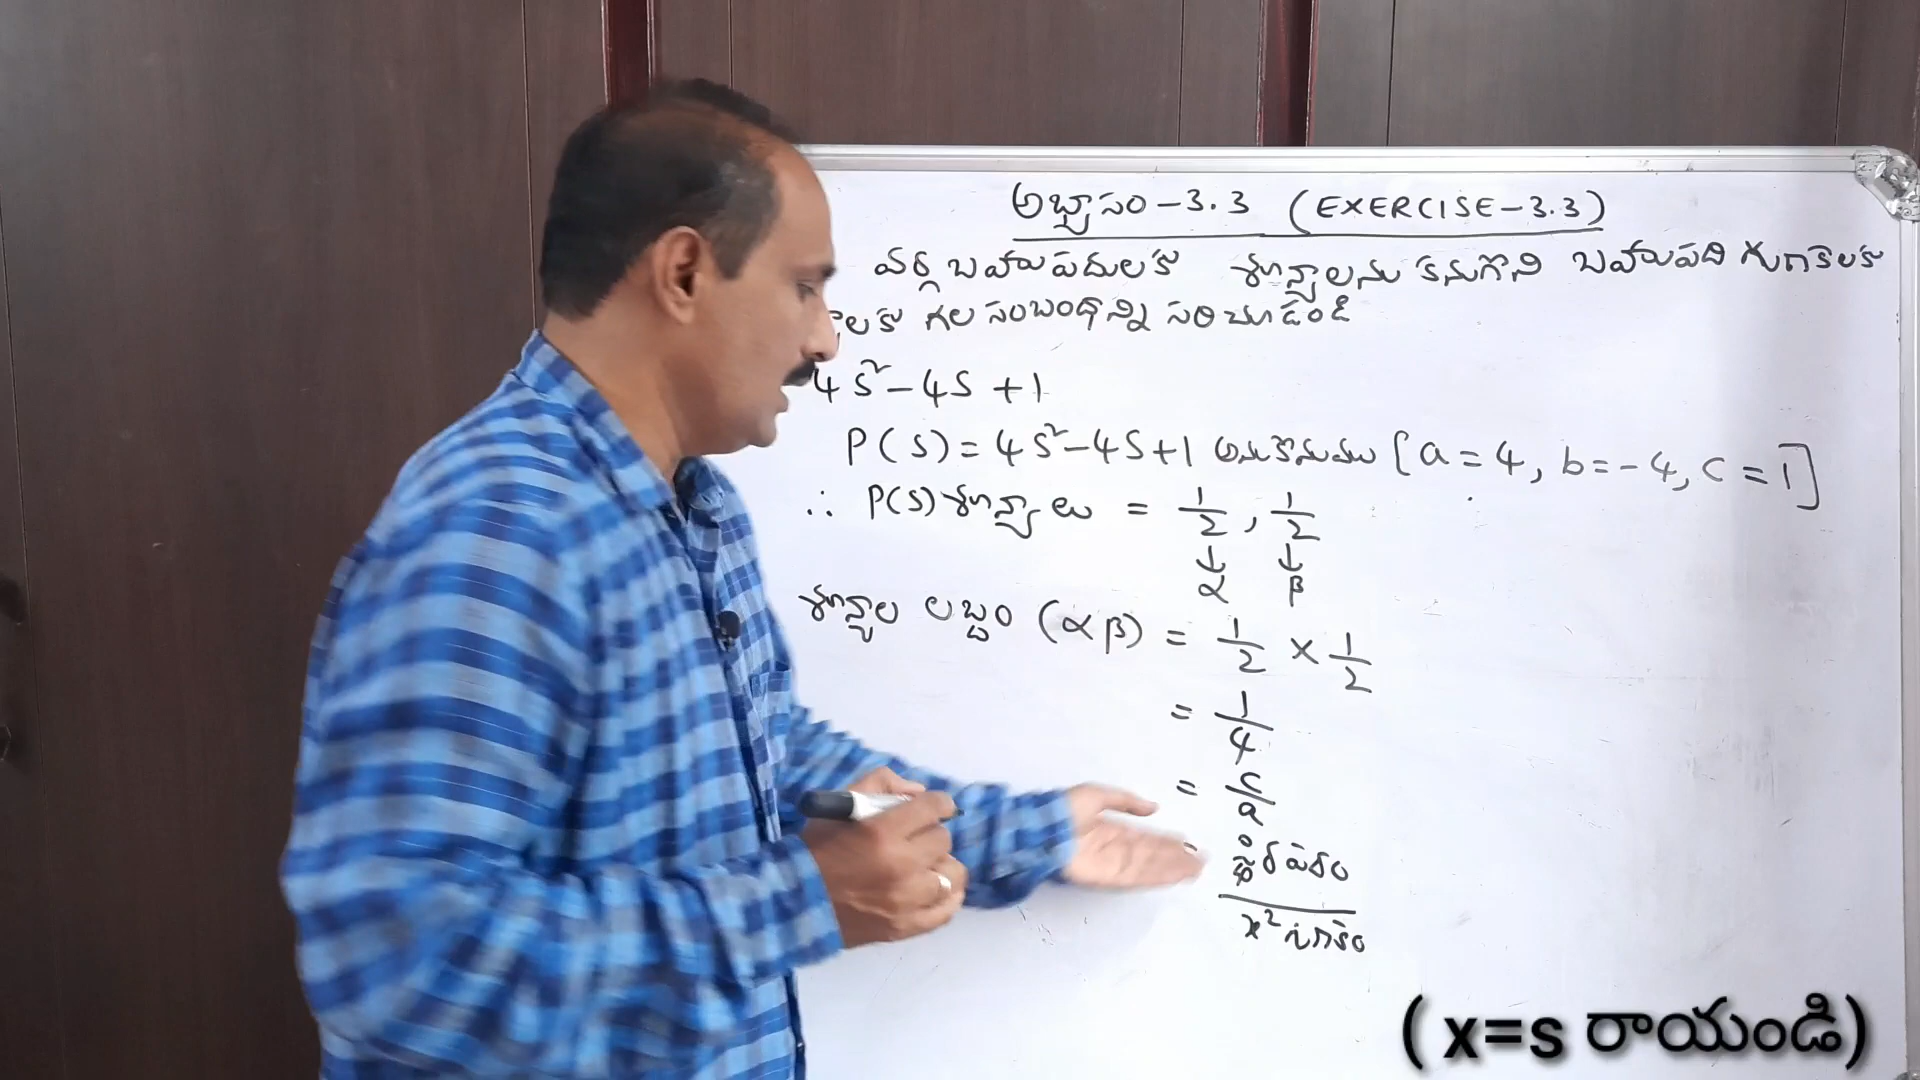 అభ్యాసం-3.3 (EXERCISE-3.3)
వర్గ బహుపదులకు శూన్యాలను కనుగొని బహుపది గుణకాలకు
లకు గల సంబంధాన్ని సరిచూడండి
4s²-4s+1
P(s)=4s²-4s+1 అనుకొనుము [a=4, b=-4, c=1]
∴ P(s) శూన్యాలు = 1/2, 1/2
↓ ↓
α β
శూన్యాల లబ్దం (αβ) = 1/2 × 1/2
= 1/4
= c/a
= స్థిరపదం / x² గుణకం
( x=s రాయండి)